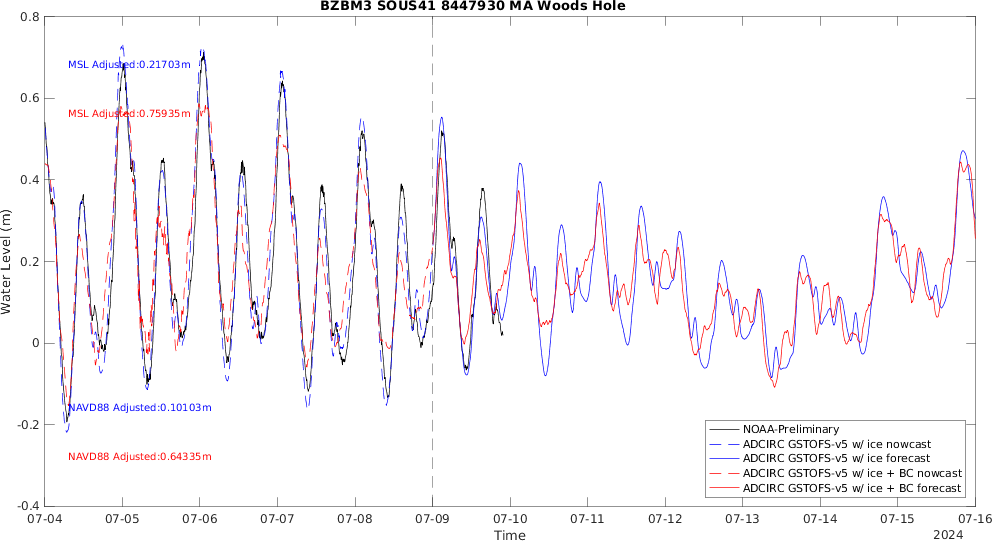 BZBM3 SOUS41 8447930 MA Woods Hole
0.8
0.6
0.4
0.2
0
-0.2
-0.4
Water Level (m)
MSL Adjusted:0.21703m
MSL Adjusted:0.75935m
NAVD88 Adjusted:0.10103m
NAVD88 Adjusted:0.64335m
NOAA-Preliminary
ADCIRC GSTOFS-v5 w/ ice nowcast
ADCIRC GSTOFS-v5 w/ ice forecast
ADCIRC GSTOFS-v5 w/ ice + BC nowcast
ADCIRC GSTOFS-v5 w/ ice + BC forecast
07-04 07-05 07-06 07-07 07-08 07-09 07-10 07-11 07-12 07-13 07-14 07-15 07-16
Time
2024